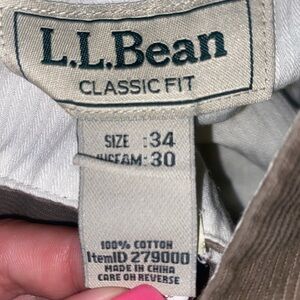 L.L.Bean
CLASSIC FIT
SIZE :34
INSEAM: 30
100% COTTON
ItemID 279000
MADE IN CHINA
CARE ON REVERSE